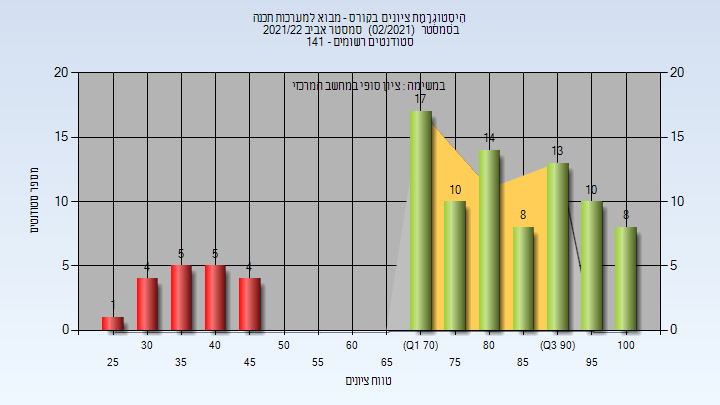 היסטוגרמת ציונים בקורס - מבוא למערכות תכנה
בסמסטר (02/2021) סמסטר אביב 2021/22
סטודנטים רשומים - 141
במשימה : ציון סופי במחשב המרכזי
20 20
15 15
10 10
5 5
0 0
מספר סטודנטים
1 4 5 5 4 17 10 14 8 13 10 8
30 40 50 60 (Q1 70) 80 (Q3 90) 100
25 35 45 55 65 75 85 95
טווח ציונים